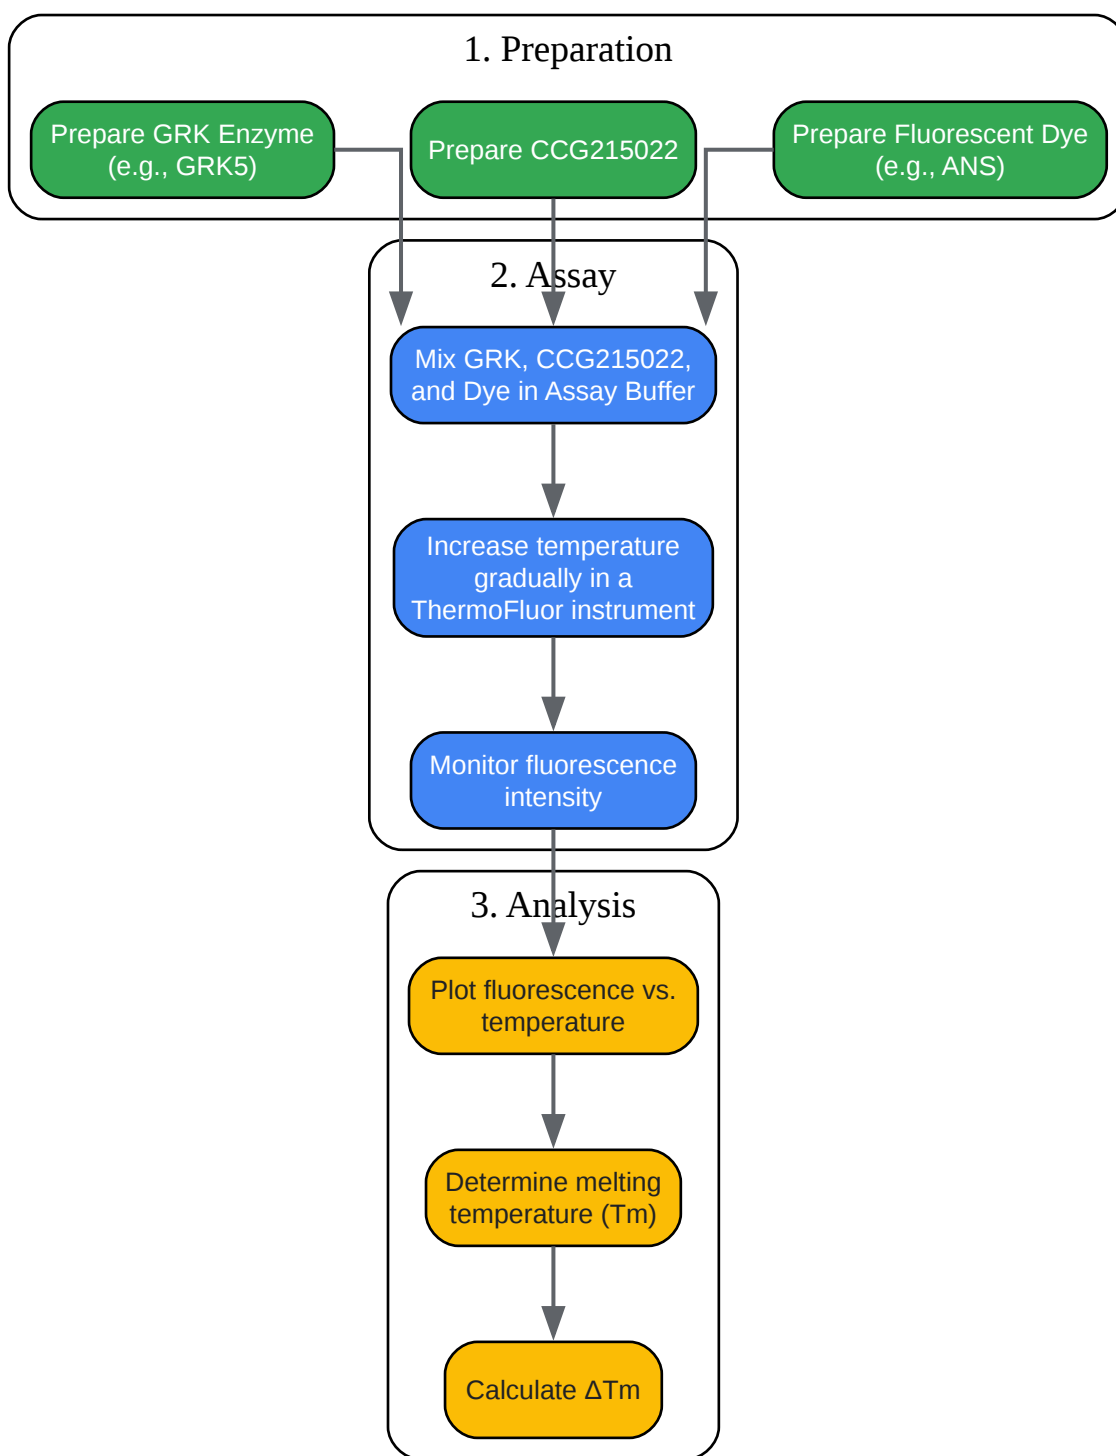 1. Preparation
Prepare GRK Enzyme
(e.g., GRK5)
Prepare CCG215022
Prepare Fluorescent Dye
(e.g., ANS)
2. Assay
Mix GRK, CCG215022,
and Dye in Assay Buffer
Increase temperature
gradually in a
ThermoFluor instrument
Monitor fluorescence
intensity
3. Analysis
Plot fluorescence vs.
temperature
Determine melting
temperature (Tm)
Calculate ΔTm